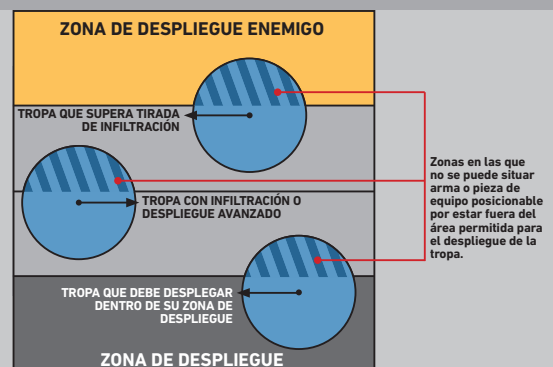 ZONA DE DESPLIEGUE ENEMIGO
TROPA QUE SUPERA TIRADA
DE INFILTRACIÓN
TROPA CON INFILTRACIÓN O
DESPLIEGUE AVANZADO
Zonas en las que
no se puede situar
arma o pieza de
equipo posicionable
por estar fuera del
área permitida para
el despliegue de la
tropa.
TROPA QUE DEBE DESPLEGAR
DENTRO DE SU ZONA DE
DESPLIEGUE
ZONA DE DESPLIEGUE